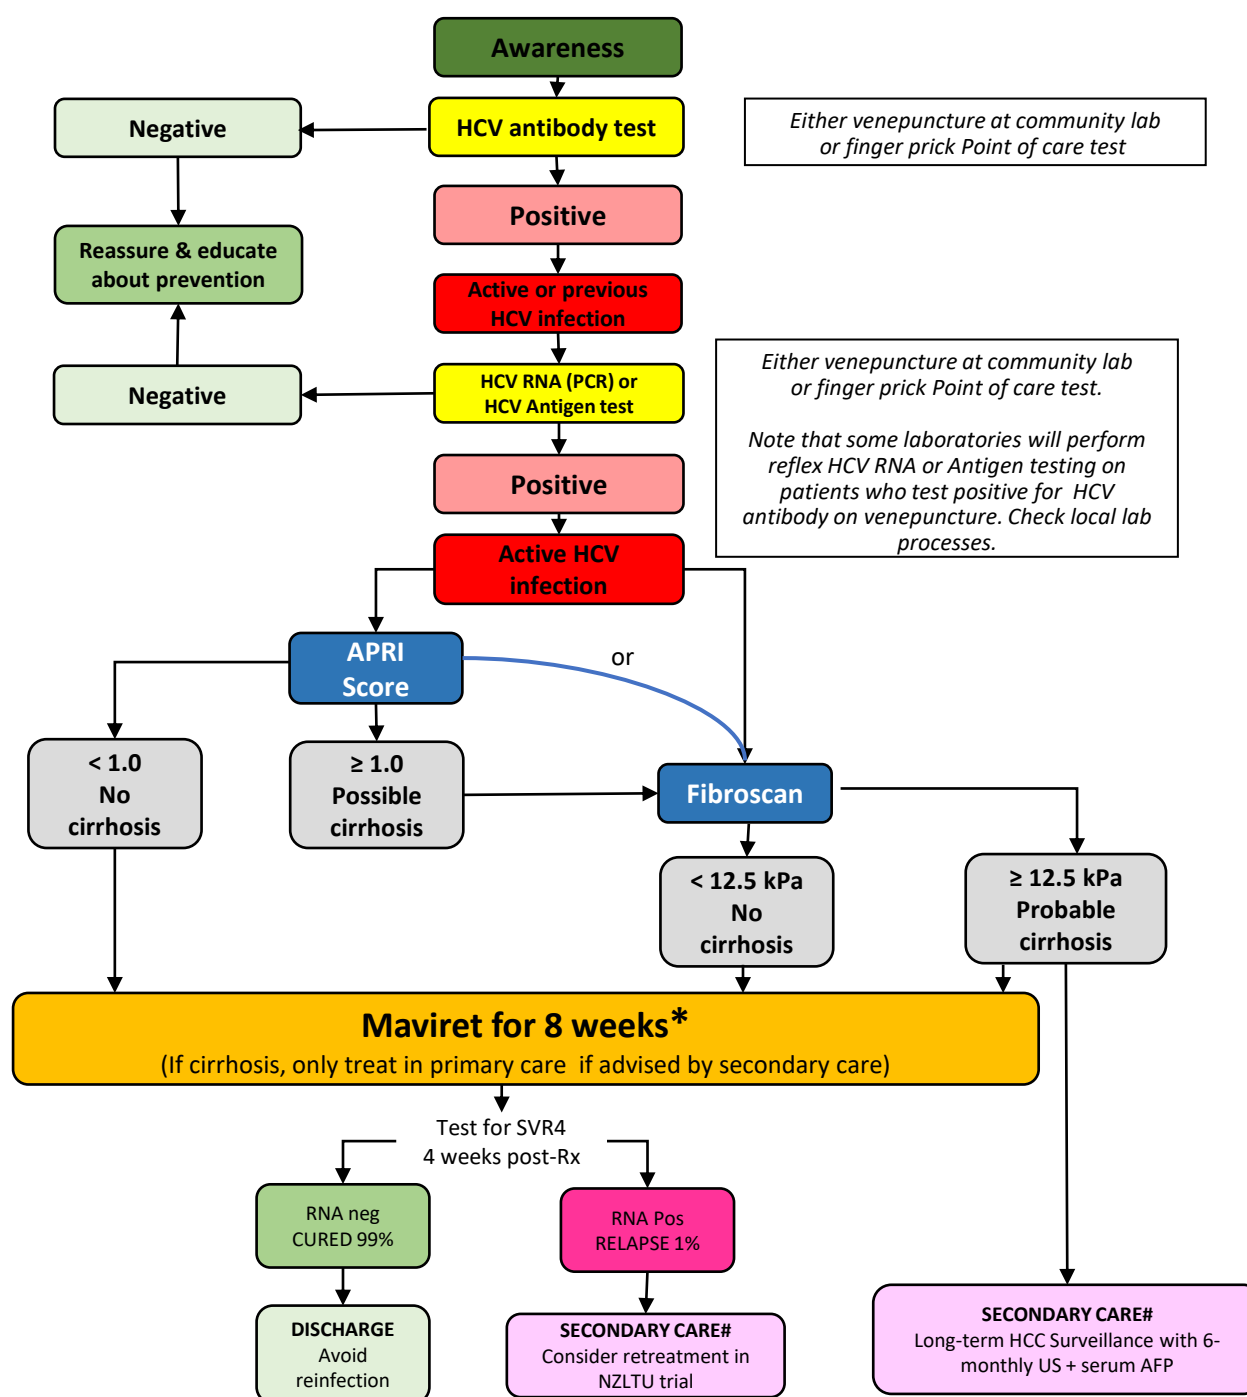 Awareness
Negative
HCV antibody test
Either venepuncture at community lab
or finger prick Point of care test
Positive
Reassure & educate
about prevention
Active or previous
HCV infection
Negative
HCV RNA (PCR) or
HCV Antigen test
Either venepuncture at community lab
or finger prick Point of care test.
Note that some laboratories will perform
reflex HCV RNA or Antigen testing on
patients who test positive for HCV
antibody on venepuncture. Check local lab
processes.
Positive
Active HCV
infection
APRI
Score
or
< 1.0
No
cirrhosis
≥ 1.0
Possible
cirrhosis
Fibroscan
< 12.5 kPa
No
cirrhosis
≥ 12.5 kPa
Probable
cirrhosis
Maviret for 8 weeks*
(If cirrhosis, only treat in primary care if advised by secondary care)
Test for SVR4
4 weeks post-Rx
RNA neg
CURED 99%
RNA Pos
RELAPSE 1%
DISCHARGE
Avoid
reinfection
SECONDARY CARE#
Consider retreatment in
NZLTU trial
SECONDARY CARE#
Long-term HCC Surveillance with 6-
monthly US + serum AFP